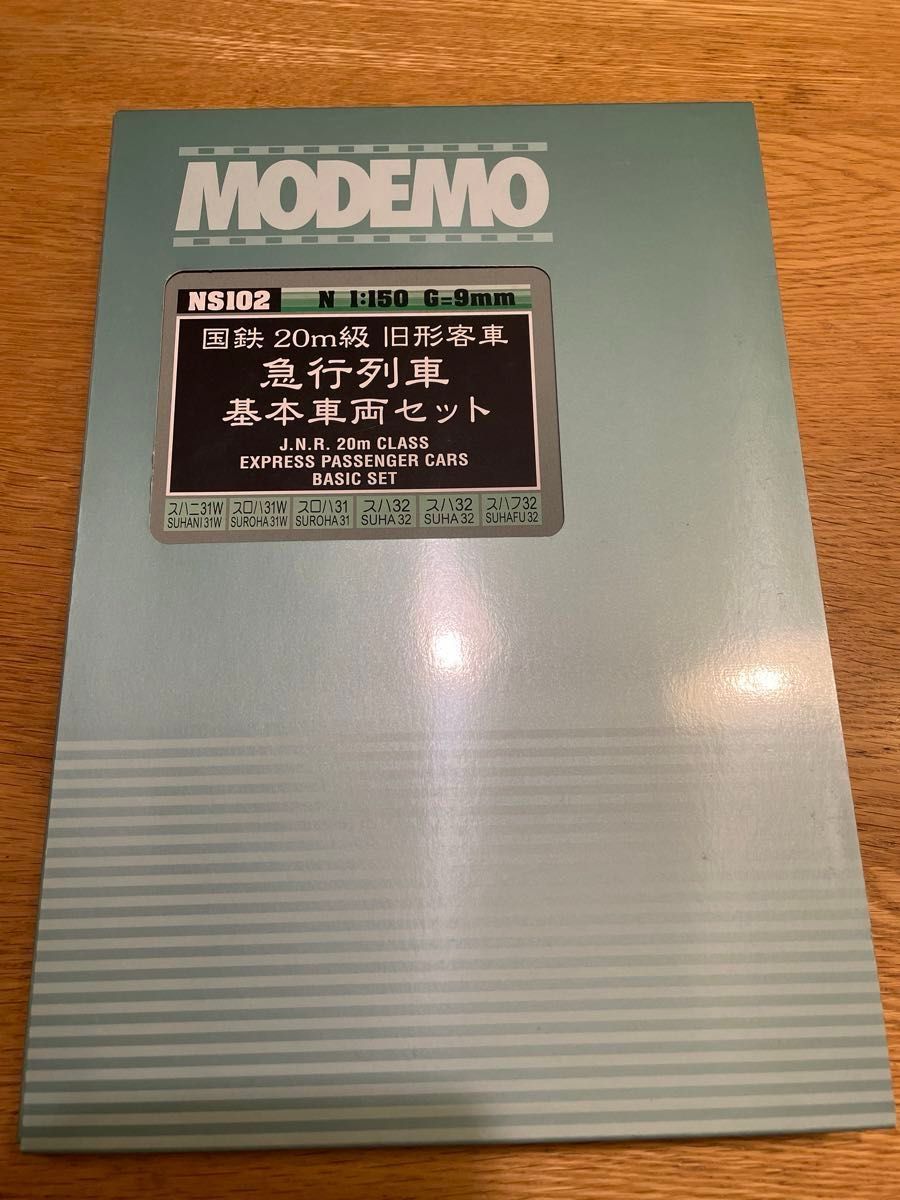 MODEMO
NS102 N 1:150 G=9mm
国鉄 20m級 旧形客車
急行列車
基本車両セット
J.N.R. 20m CLASS
EXPRESS PASSENGER CARS
BASIC SET
スハニ31W スロハ31W スロハ31 スハ32 スハ32 スハフ32
SUHANI 31W SUROHA 31W SUROHA 31 SUHA 32 SUHA 32 SUHAFU 32